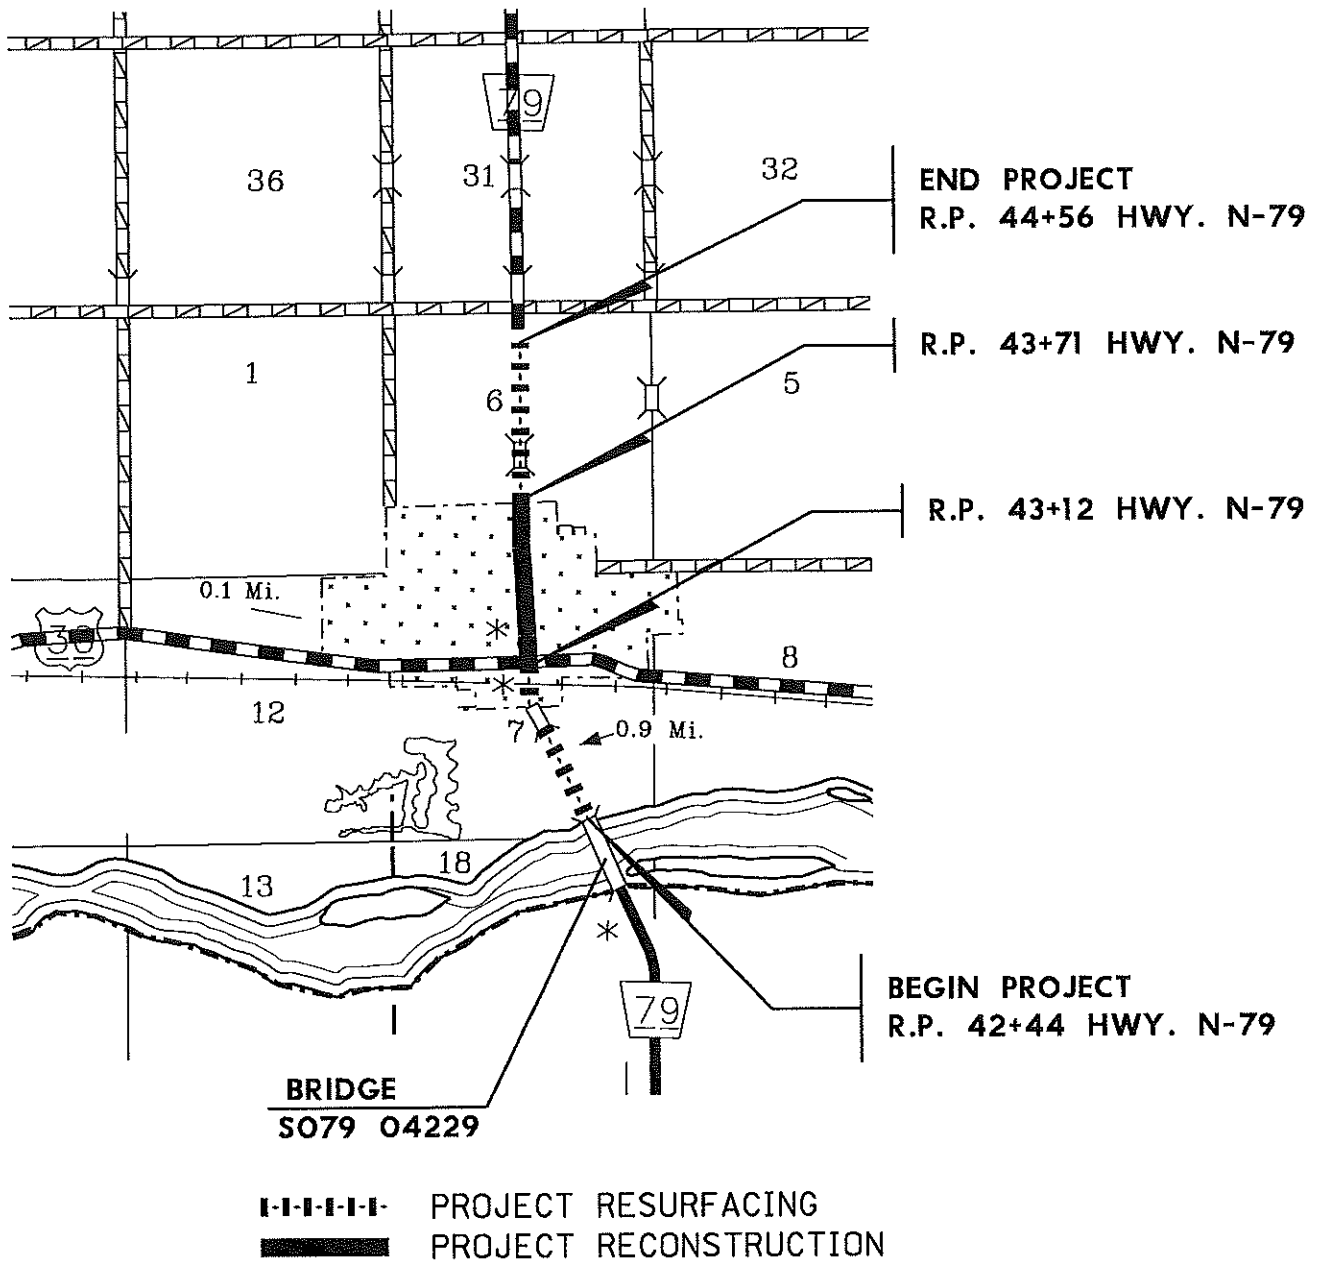 79
36
31
32
END PROJECT
R.P. 44+56 HWY. N-79
R.P. 43+71 HWY. N-79
1
6
5
R.P. 43+12 HWY. N-79
0.1 Mi.
30
8
12
7
0.9 Mi.
18
13
79
BEGIN PROJECT
R.P. 42+44 HWY. N-79
BRIDGE
S079 04229
PROJECT RESURFACING
PROJECT RECONSTRUCTION